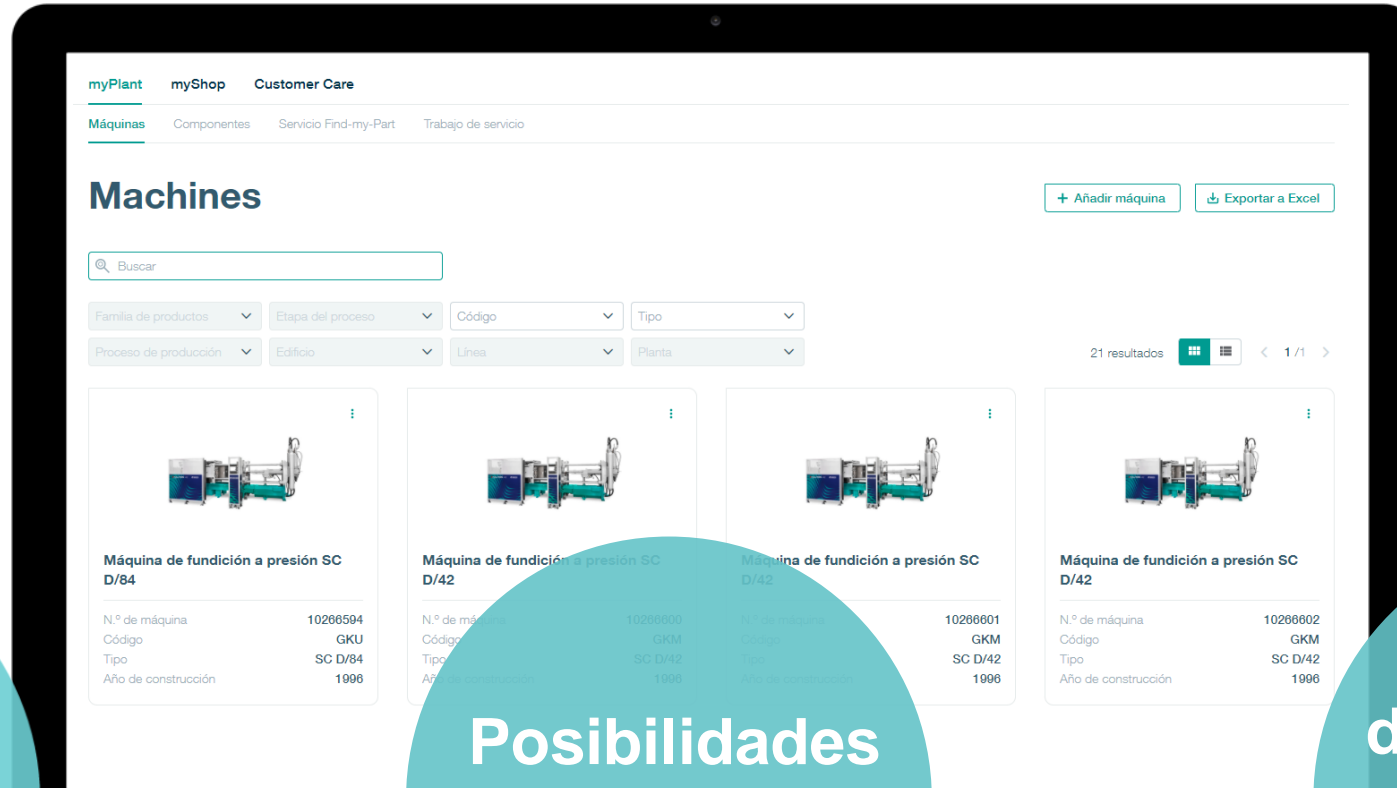 myPlant myShop Customer Care
Máquinas Componentes Servicio Find-my-Part Trabajo de servicio
Machines
+ Añadir máquina Exportar a Excel
Buscar
Familia de productos Etapa del proceso Código Tipo
Proceso de producción Edificio Línea Planta
21 resultados 1 /1
Máquina de fundición a presión SC
D/84
N.º de máquina 10266594
Código GKU
Tipo SC D/84
Año de construcción 1996
Máquina de fundición a presión SC
D/42
N.º de máquina 10266600
Código GKM
Tipo SC D/42
Año de construcción 1996
Máquina de fundición a presión SC
D/42
N.º de máquina 10266601
Código GKM
Tipo SC D/42
Año de construcción 1996
Máquina de fundición a presión SC
D/42
N.º de máquina 10266602
Código GKM
Tipo SC D/42
Año de construcción 1996
Posibilidades